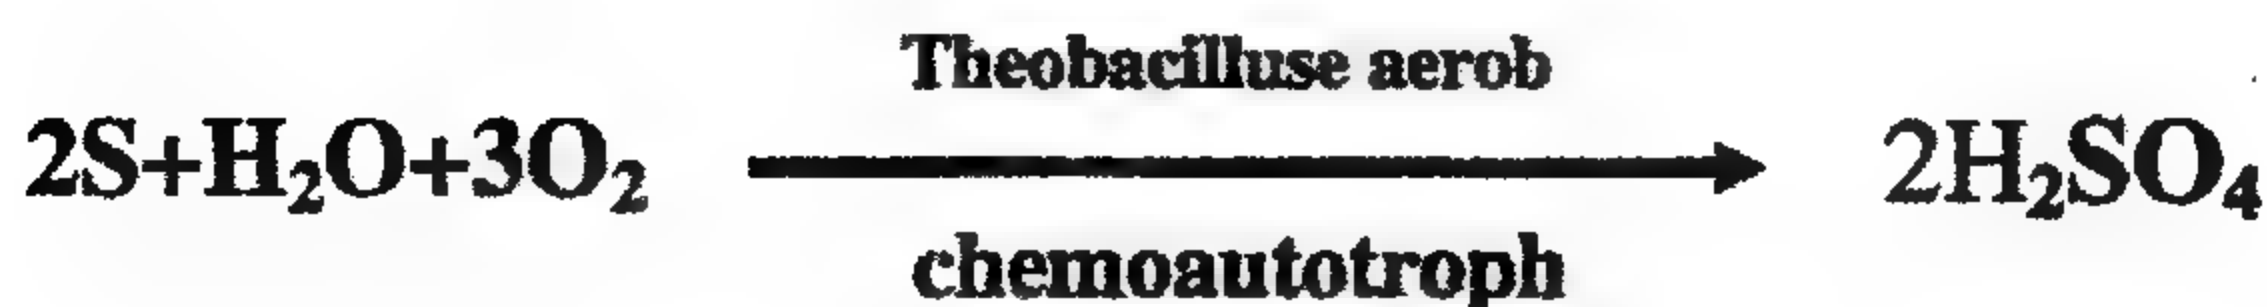 Theobacilluse aerob
2S+H₂O+3O₂ ⟶ 2H₂SO₄
chemoautotroph